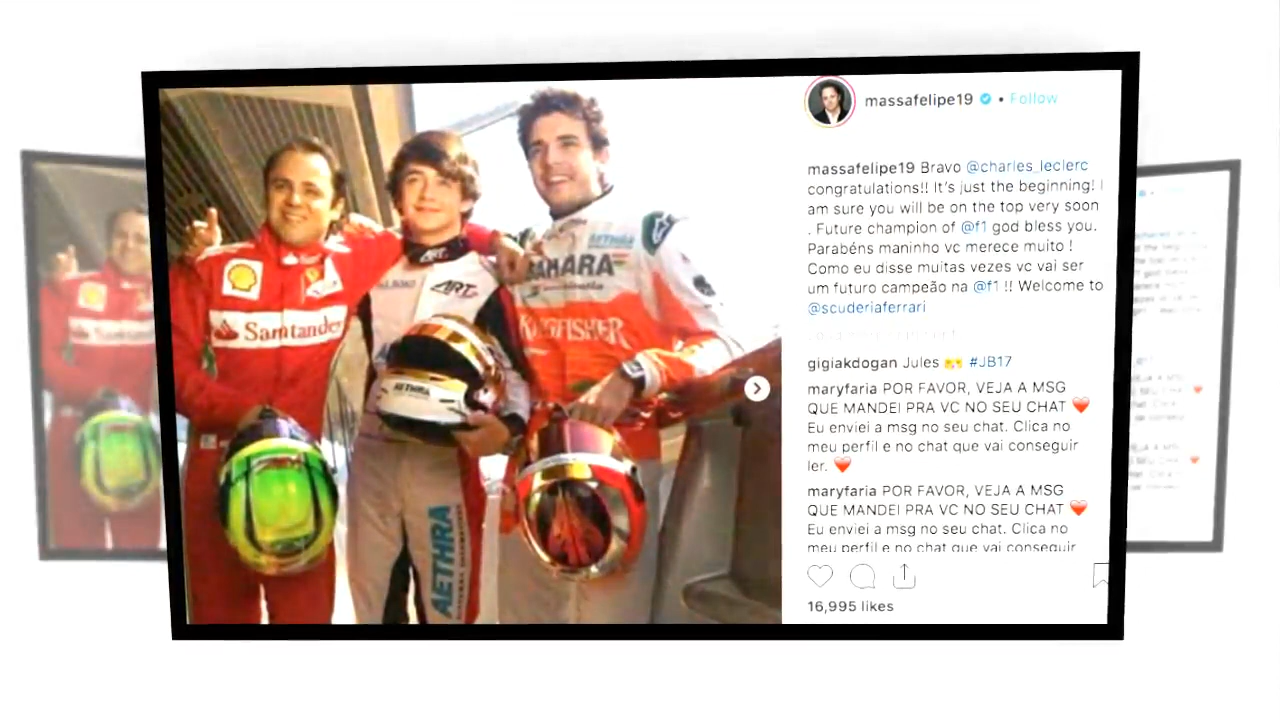 massafelipe19 • Follow
massafelipe19 Bravo @charles_leclerc
congratulations!! It's just the beginning! I
am sure you will be on the top very soon
. Future champion of @f1 god bless you.
Parabéns maninho vc merece muito !
Como eu disse muitas vezes vc vai ser
um futuro campeão na @f1 !! Welcome to
@scuderiaferrari
gigiakdogan Jules #JB17
maryfaria POR FAVOR, VEJA A MSG
QUE MANDEI PRA VC NO SEU CHAT ❤️
Eu enviei a msg no seu chat. Clica no
meu perfil e no chat que vai conseguir
ler. ❤️
maryfaria POR FAVOR, VEJA A MSG
QUE MANDEI PRA VC NO SEU CHAT ❤️
Eu enviei a msg no seu chat. Clica no
meu perfil e no chat que vai conseguir
16,995 likes
Santander
ART
AETHRA
AETHRA
AETHRA
SAHARA
KINGFISHER